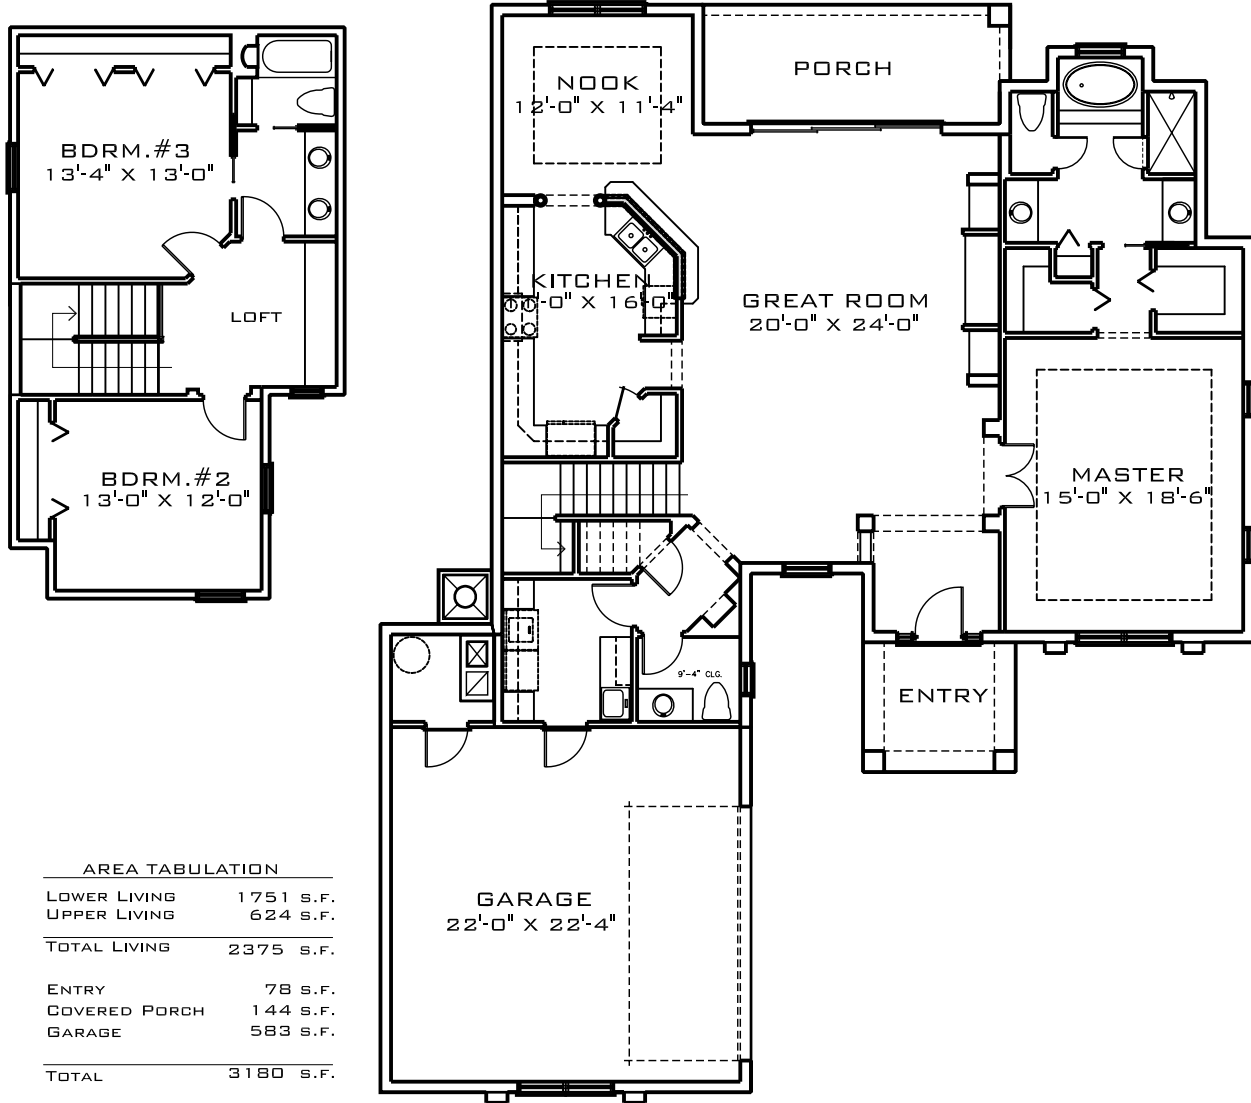 BDRM.#3
13'-4" X 13'-0"
LOFT
BDRM.#2
13'-0" X 12'-0"
NOOK
12'-0" X 11'-4"
PORCH
KITCHEN
'-0" X 16'-0"
GREAT ROOM
20'-0" X 24'-0"
MASTER
15'-0" X 18'-6"
9'-4" CLG.
ENTRY
GARAGE
22'-0" X 22'-4"
AREA TABULATION
LOWER LIVING 1751 S.F.
UPPER LIVING 624 S.F.
TOTAL LIVING 2375 S.F.
ENTRY 78 S.F.
COVERED PORCH 144 S.F.
GARAGE 583 S.F.
TOTAL 3180 S.F.